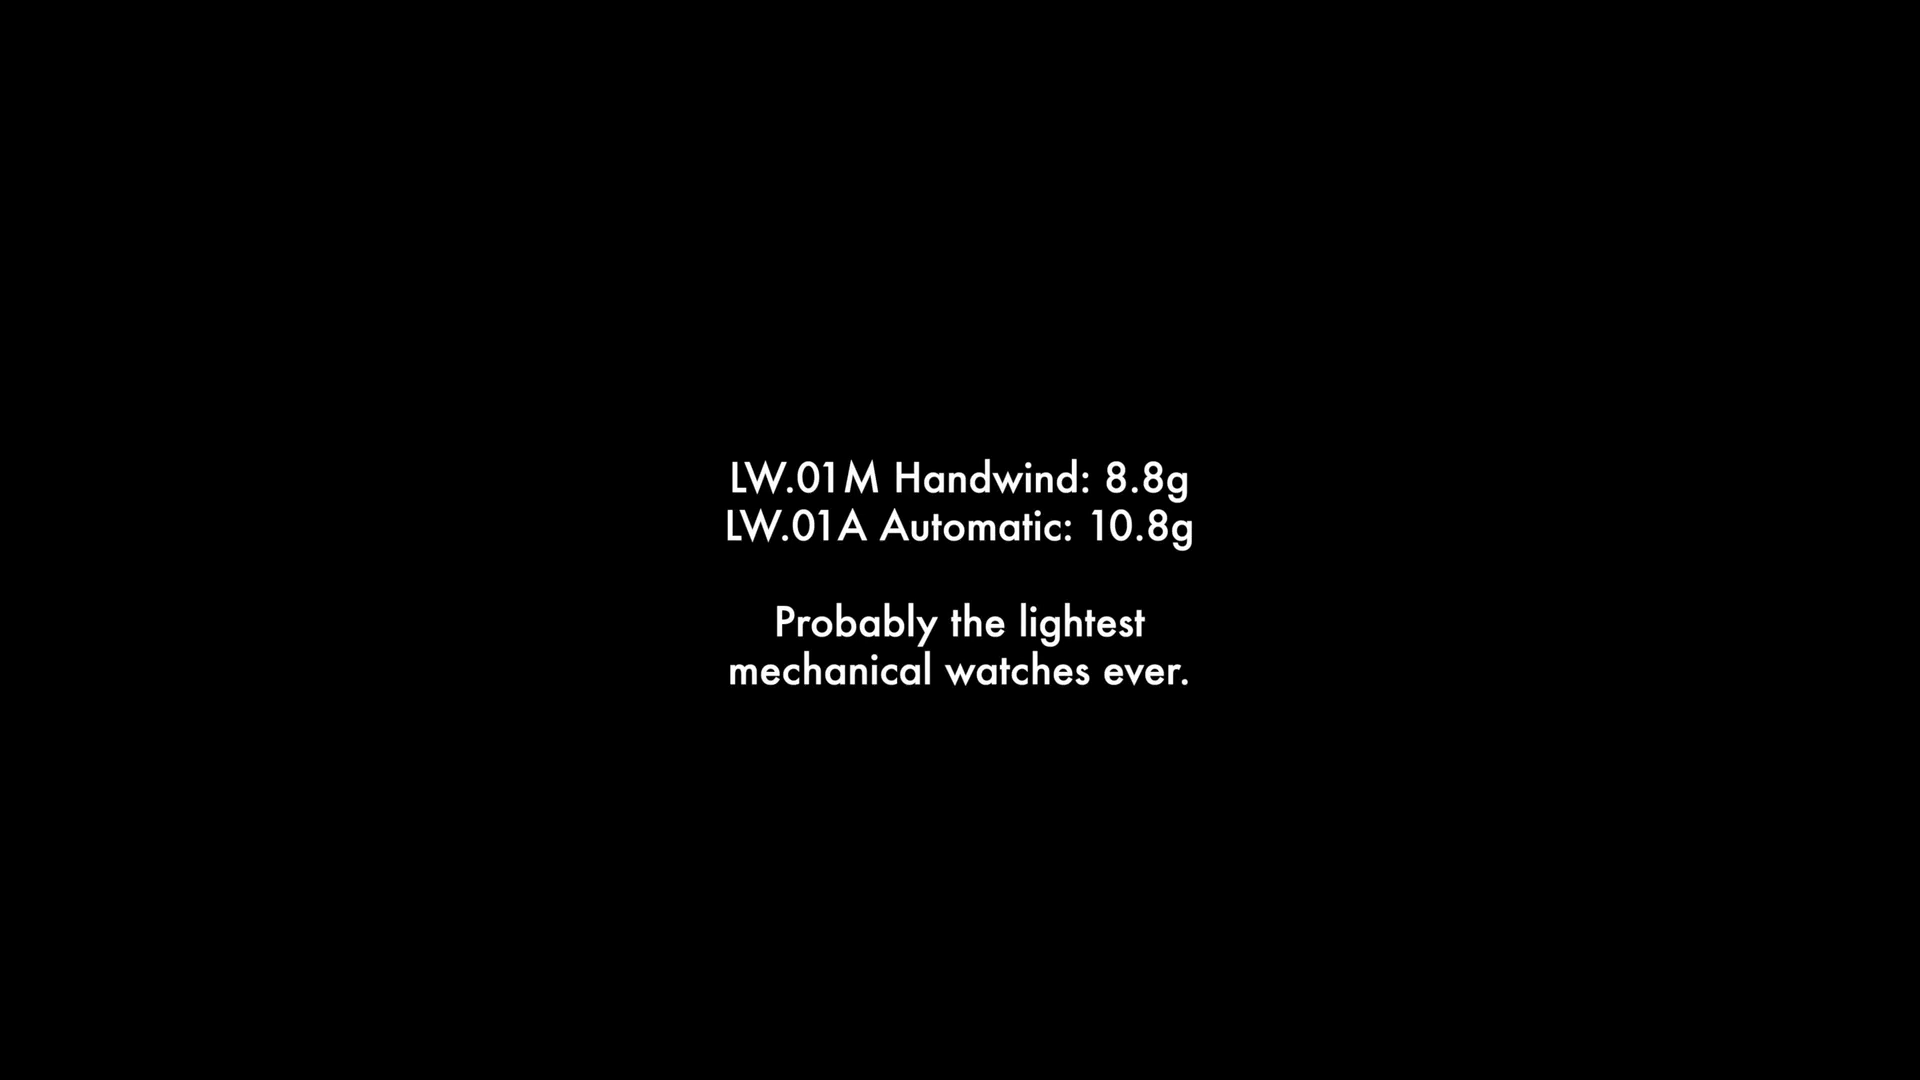 LW.01M Handwind: 8.8g
LW.01A Automatic: 10.8g
Probably the lightest
mechanical watches ever.